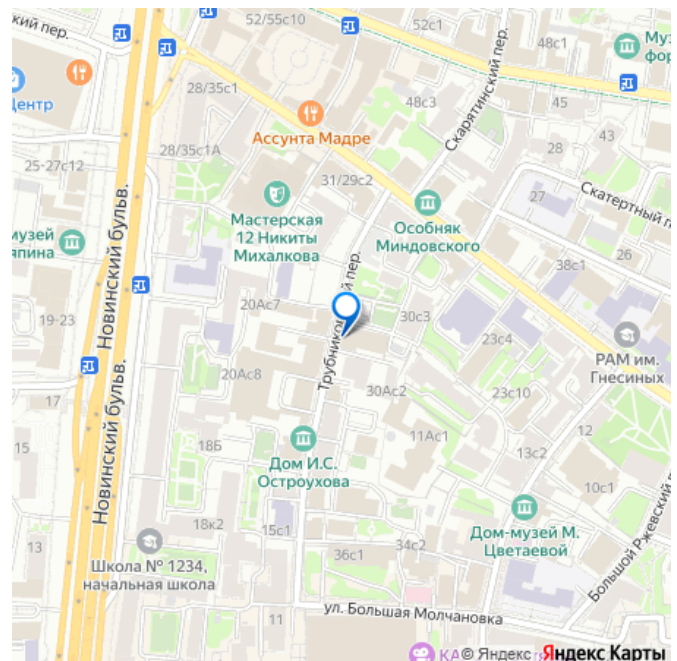 кий пер.
52/55с10
52с1
48с1
Муз
фор
Центр
28/35с1
48с3
45
43
Ассунта Мадре
Скарятинский пер.
28/35с1А
28
25-27с12
31/29с2
Скатертный п
27
Мастерская
12 Никиты
Михалкова
Особняк
Миндовского
музей
япина
26
38с1
Новинский бульв.
20Ас7
30с3
19-23
23с4
РАМ им.
Гнесиных
20Ас8
30Ас2
23с10
17
Новинский бульв.
11Ас1
12
15
18Б
13с2
Дом И.С.
Остроухова
10с1
18к2
15с1
Дом-музей М.
Цветаевой
Большой Ржевский п
13
36с1
34с2
Школа № 1234,
начальная школа
11
ул. Большая Молчановка
© Яндекс Яндекс Карты